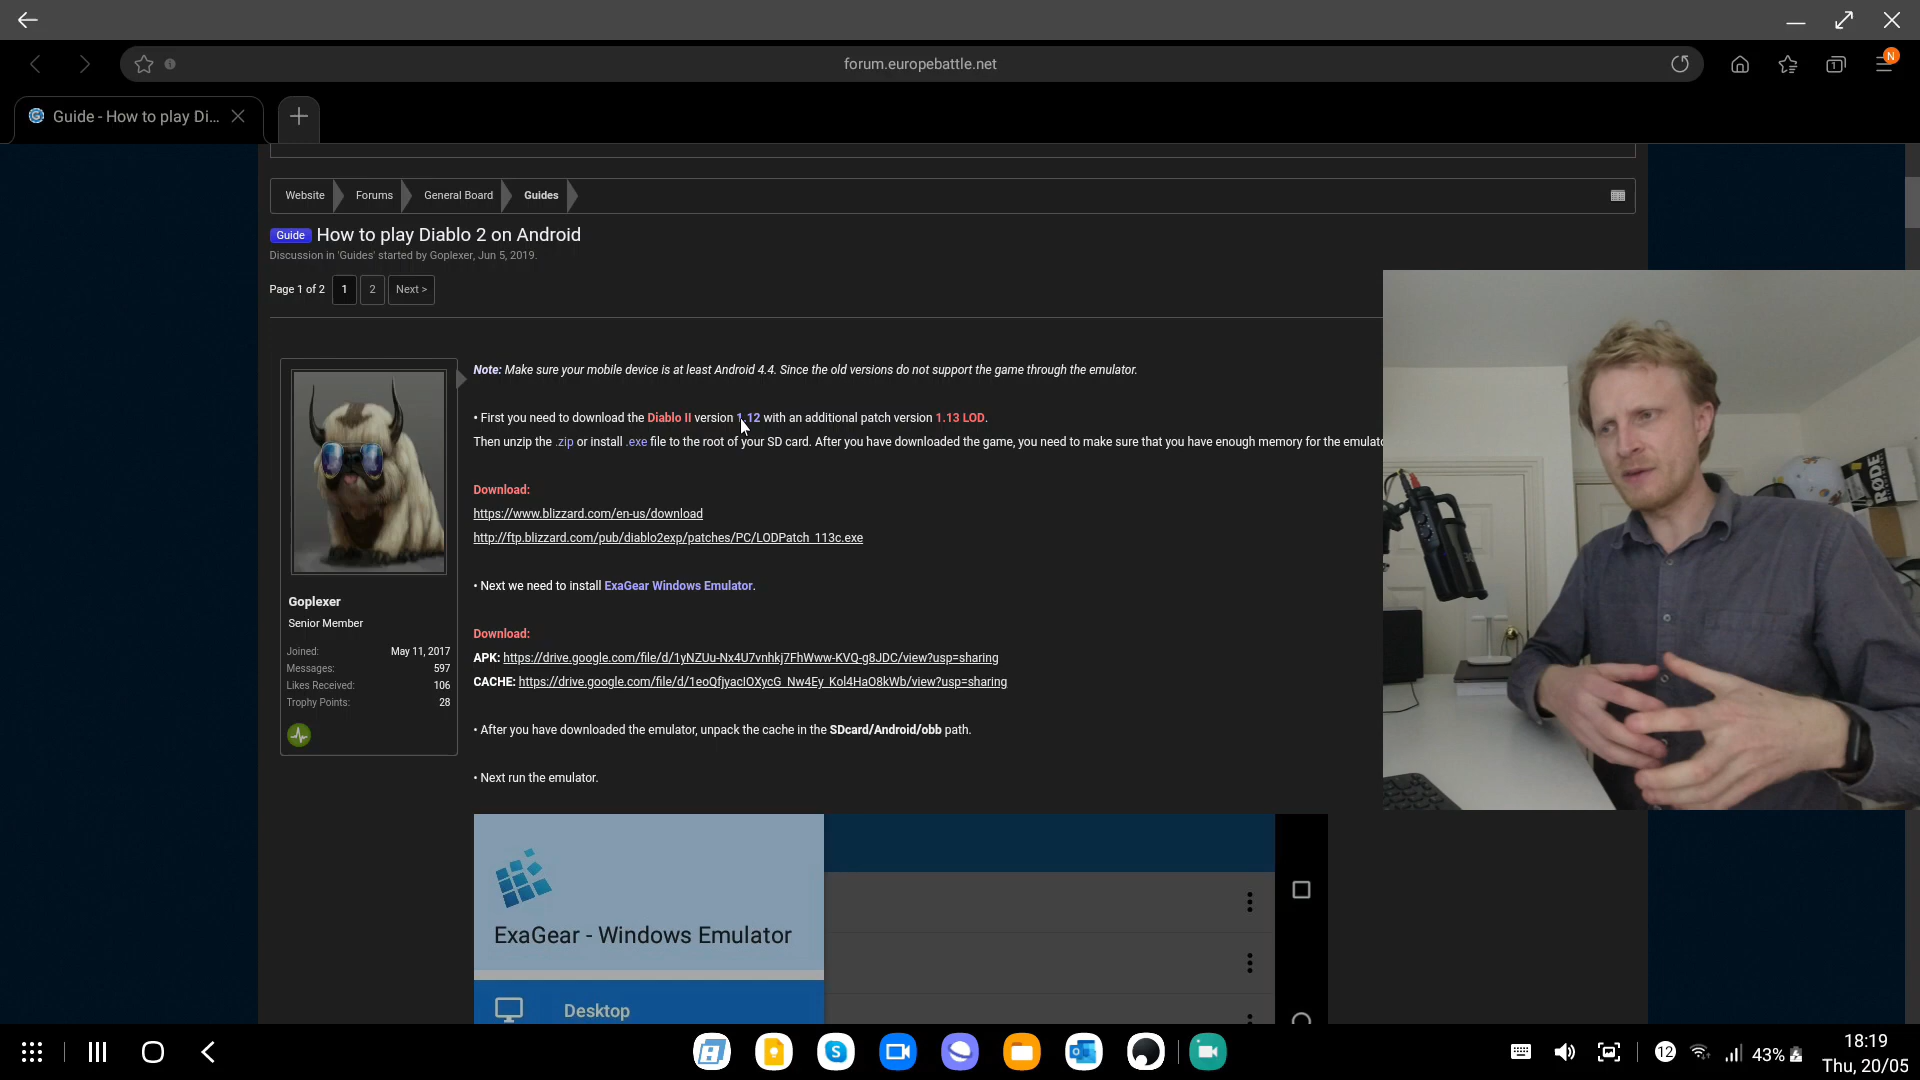 forum.europebattle.net
N
1
Guide - How to play Di...
Website
Forums
General Board
Guides
Guide How to play Diablo 2 on Android
Discussion in 'Guides' started by Goplexer, Jun 5, 2019.
Page 1 of 2 1 2 Next >
Note: Make sure your mobile device is at least Android 4.4. Since the old versions do not support the game through the emulator.
• First you need to download the Diablo II version 1.12 with an additional patch version 1.13 LOD.
Then unzip the .zip or install .exe file to the root of your SD card. After you have downloaded the game, you need to make sure that you have enough memory for the emulato
Download:
https://www.blizzard.com/en-us/download
http://ftp.blizzard.com/pub/diablo2exp/patches/PC/LODPatch_113c.exe
• Next we need to install ExaGear Windows Emulator.
Download:
APK: https://drive.google.com/file/d/1yNZUu-Nx4U7vnhkj7FhWww-KVQ-g8JDC/view?usp=sharing
CACHE: https://drive.google.com/file/d/1eoQfjyacIOXycG_Nw4Ey_Kol4HaO8kWb/view?usp=sharing
• After you have downloaded the emulator, unpack the cache in the SDcard/Android/obb path.
• Next run the emulator.
Goplexer
Senior Member
Joined: May 11, 2017
Messages: 597
Likes Received: 106
Trophy Points: 28
RØDE
ExaGear - Windows Emulator
Desktop
12
43%
18:19
Thu, 20/05